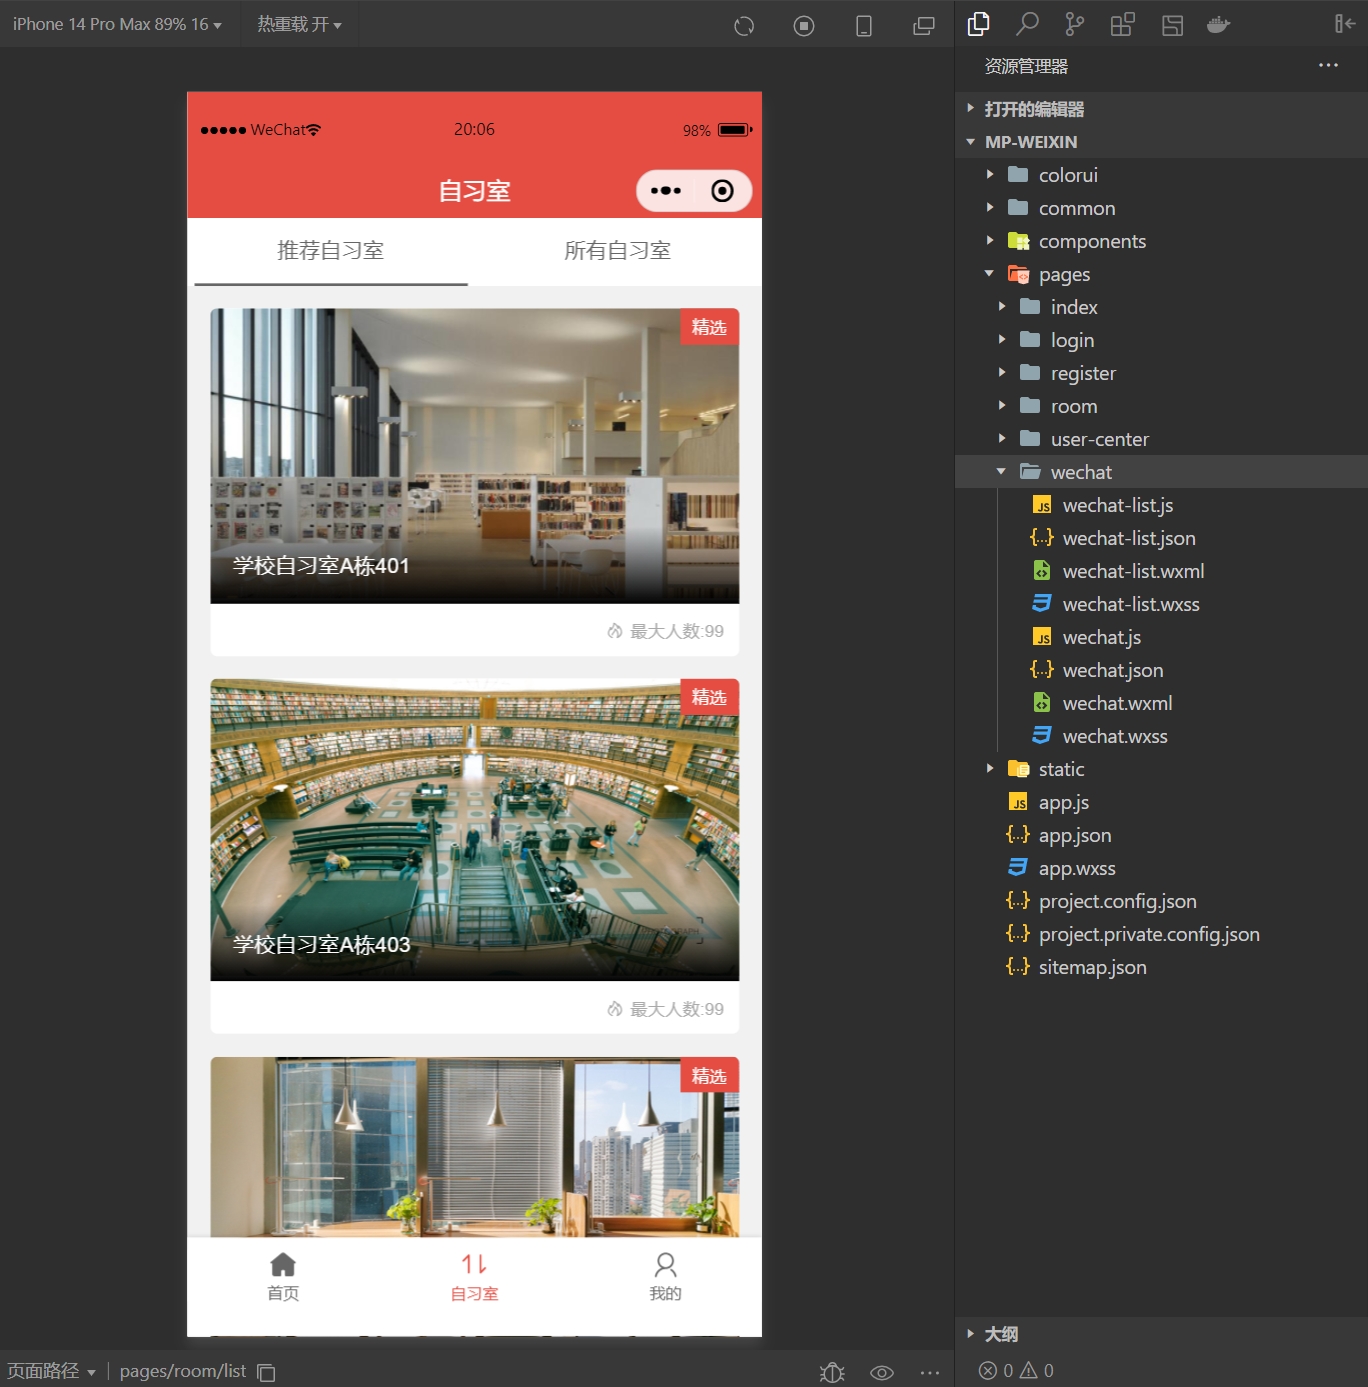 iPhone 14 Pro Max 89% 16
热重载 开
WeChat
20:06
98%
自习室
推荐自习室
所有自习室
精选
学校自习室A栋401
最大人数:99
精选
学校自习室A栋403
最大人数:99
精选
首页
自习室
我的
页面路径
pages/room/list
资源管理器
打开的编辑器
MP-WEIXIN
colorui
common
components
pages
index
login
register
room
user-center
wechat
wechat-list.js
wechat-list.json
wechat-list.wxml
wechat-list.wxss
wechat.js
wechat.json
wechat.wxml
wechat.wxss
static
app.js
app.json
app.wxss
project.config.json
project.private.config.json
sitemap.json
大纲
0 0